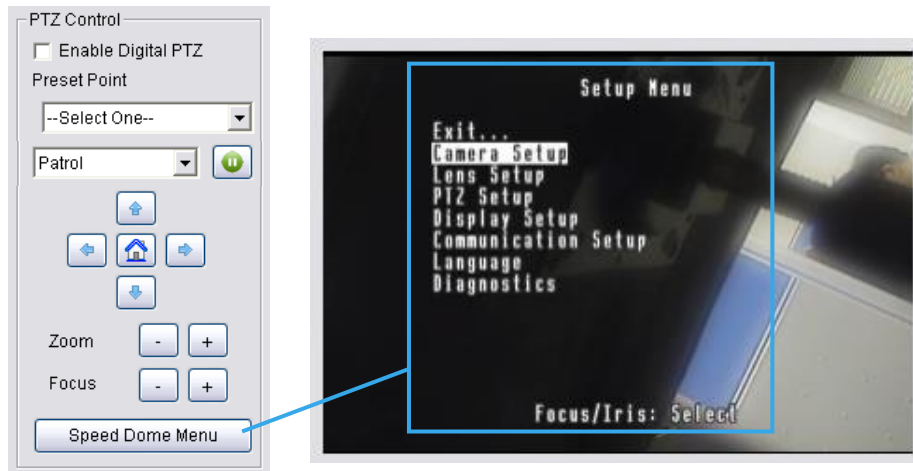 PTZ Control
Enable Digital PTZ
Preset Point
--Select One--
Patrol
Zoom - +
Focus - +
Speed Dome Menu
Setup Menu
Exit...
Camera Setup
Lens Setup
PTZ Setup
Display Setup
Communication Setup
Language
Diagnostics
Focus/Iris: Select